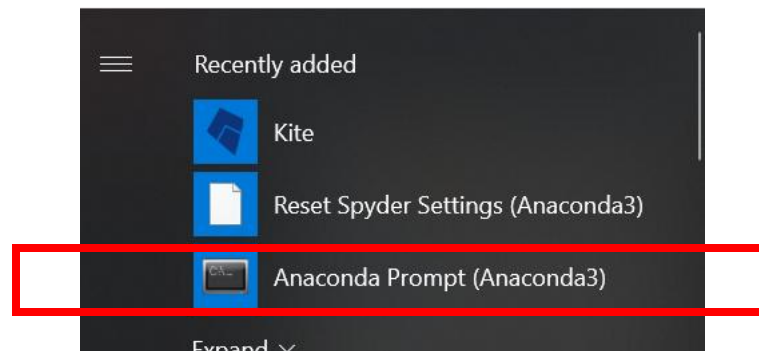 Recently added
Kite
Reset Spyder Settings (Anaconda3)
C:\_
Anaconda Prompt (Anaconda3)
Expand